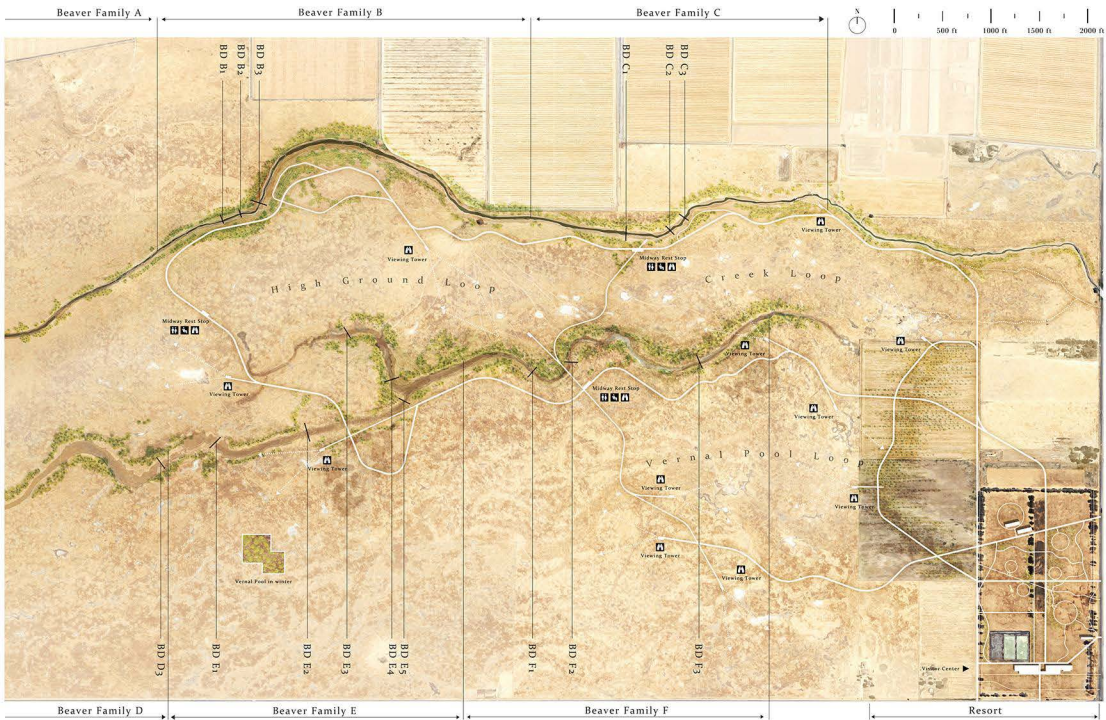 Beaver Family A
Beaver Family B
Beaver Family C
N
0
500 ft
1000 ft
1500 ft
2000 ft
BD B1
BD B2
BD B3
BD C1
BD C2
BD C3
Viewing Tower
Viewing Tower
Midway Rest Stop
High Ground Loop
Creek Loop
Midway Rest Stop
Viewing Tower
Viewing Tower
Viewing Tower
Midway Rest Stop
Viewing Tower
Vernal Pool Loop
Viewing Tower
Viewing Tower
Viewing Tower
Viewing Tower
Viewing Tower
Vernal Pool in winter
BD D3
BD E1
BD E2
BD E3
BD E4
BD E5
BD F1
BD F2
BD F3
Visitor Center
Beaver Family D
Beaver Family E
Beaver Family F
Resort